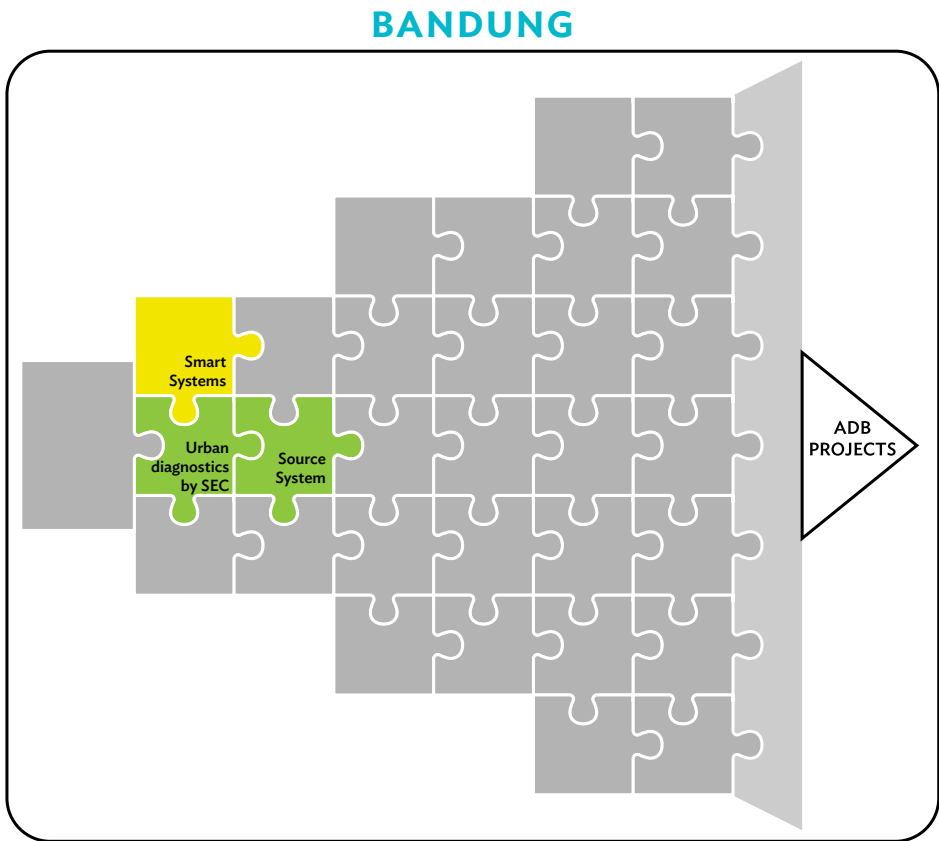 BANDUNG
Smart
Systems
Urban
diagnostics
by SEC
Source
System
ADB
PROJECTS